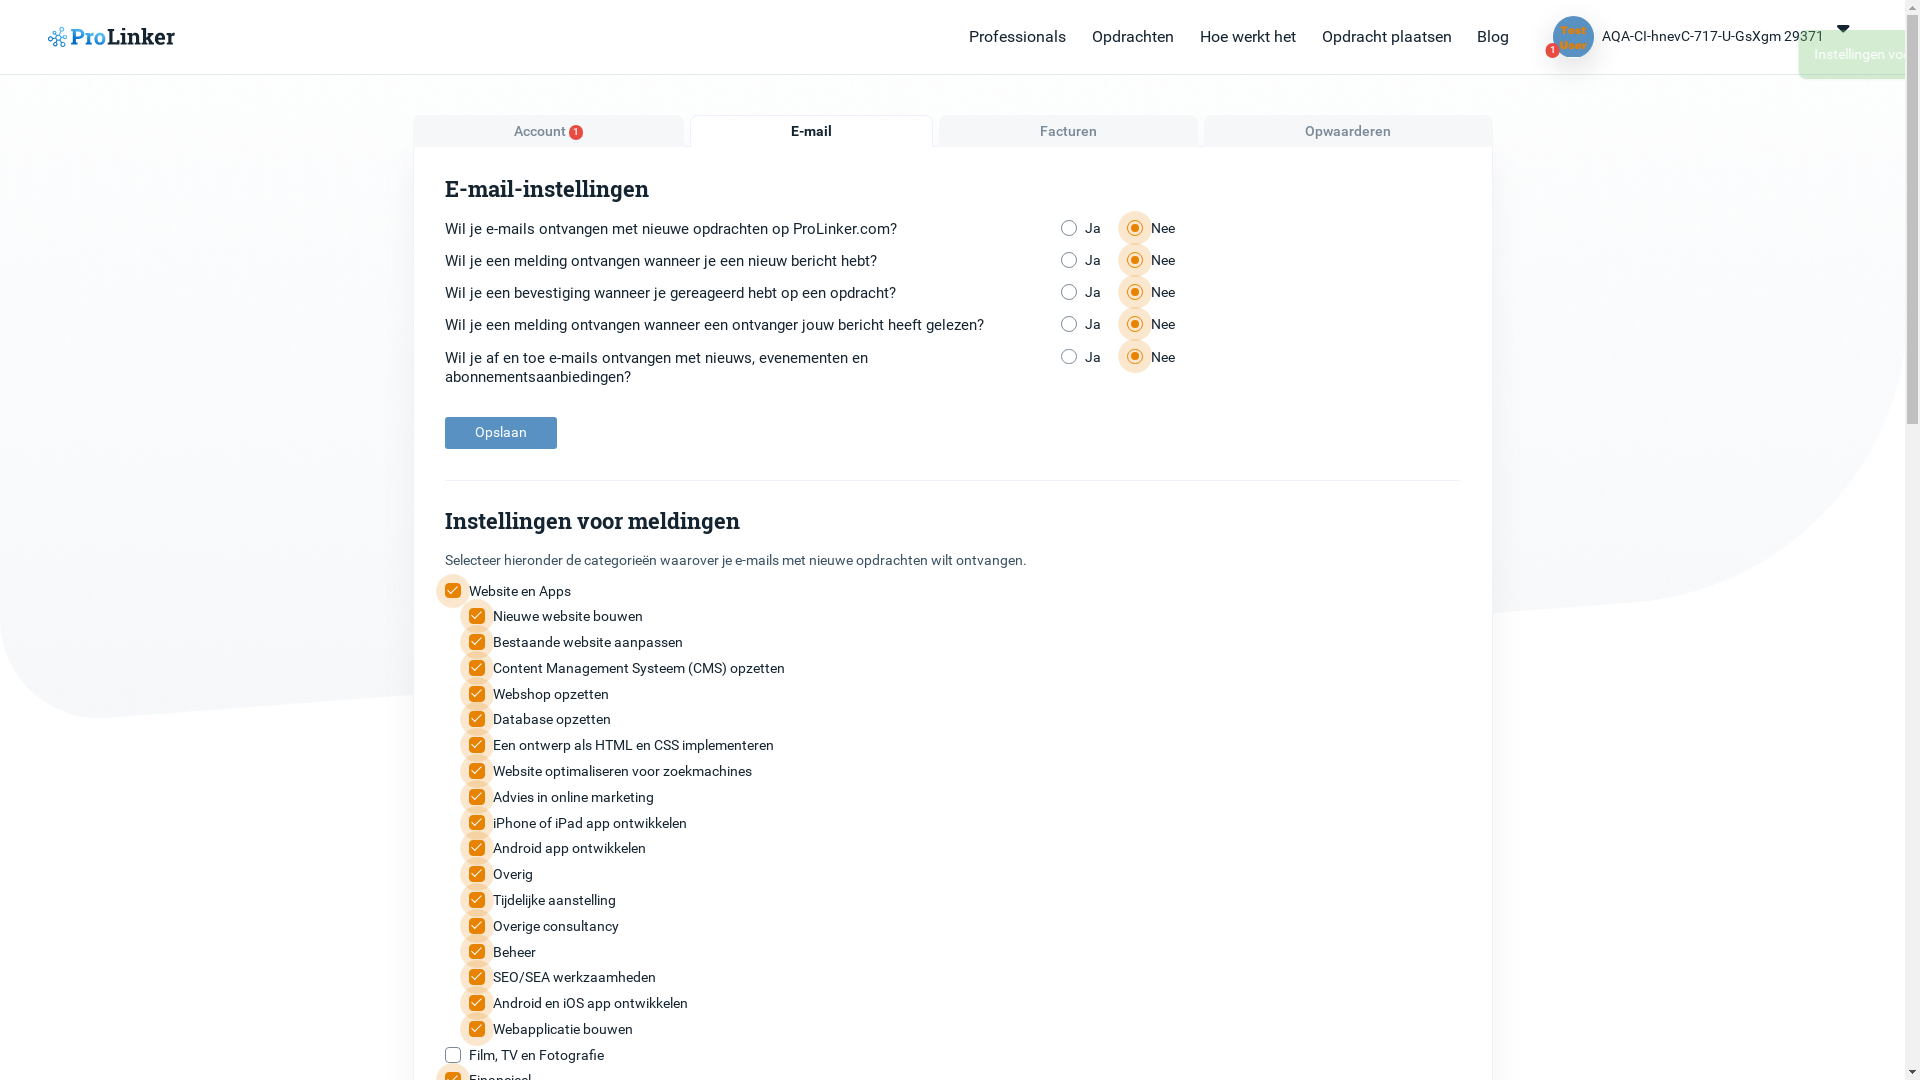 ProLinker
Professionals
Opdrachten
Hoe werkt het
Opdracht plaatsen
Blog
Test
User
1
AQA-CI-hnevC-717-U-GsXgm 29371
Instellingen
Account 1
E-mail
Facturen
Opwaarderen
E-mail-instellingen
Wil je e-mails ontvangen met nieuwe opdrachten op ProLinker.com? Ja Nee
Wil je een melding ontvangen wanneer je een nieuw bericht hebt? Ja Nee
Wil je een bevestiging wanneer je gereageerd hebt op een opdracht? Ja Nee
Wil je een melding ontvangen wanneer een ontvanger jouw bericht heeft gelezen? Ja Nee
Wil je af en toe e-mails ontvangen met nieuws, evenementen en Ja Nee
abonnementsaanbiedingen?
Opslaan
Instellingen voor meldingen
Selecteer hieronder de categorieën waarover je e-mails met nieuwe opdrachten wilt ontvangen.
Website en Apps
Nieuwe website bouwen
Bestaande website aanpassen
Content Management Systeem (CMS) opzetten
Webshop opzetten
Database opzetten
Een ontwerp als HTML en CSS implementeren
Website optimaliseren voor zoekmachines
Advies in online marketing
iPhone of iPad app ontwikkelen
Android app ontwikkelen
Overig
Tijdelijke aanstelling
Overige consultancy
Beheer
SEO/SEA werkzaamheden
Android en iOS app ontwikkelen
Webapplicatie bouwen
Film, TV en Fotografie
Financieel